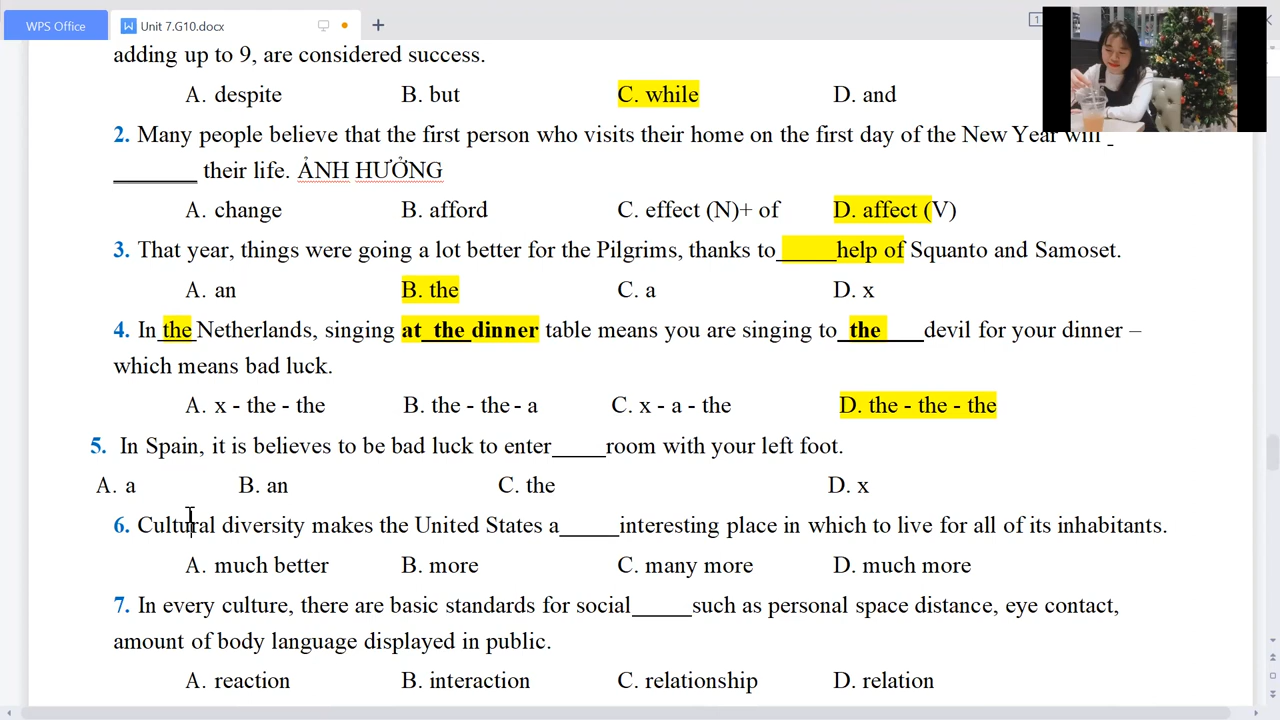 WPS Office
Unit 7.G10.docx
adding up to 9, are considered success.
A. despite B. but C. while D. and
2. Many people believe that the first person who visits their home on the first day of the New Year will _
_______ their life. ẢNH HƯỞNG
A. change B. afford C. effect (N)+ of D. affect (V)
3. That year, things were going a lot better for the Pilgrims, thanks to_____help of Squanto and Samoset.
A. an B. the C. a D. x
4. In the Netherlands, singing at the dinner table means you are singing to the ___devil for your dinner –
which means bad luck.
A. x - the - the B. the - the - a C. x - a - the D. the - the - the
5. In Spain, it is believes to be bad luck to enter____room with your left foot.
A. a B. an C. the D. x
6. Cultural diversity makes the United States a_____interesting place in which to live for all of its inhabitants.
A. much better B. more C. many more D. much more
7. In every culture, there are basic standards for social_____such as personal space distance, eye contact,
amount of body language displayed in public.
A. reaction B. interaction C. relationship D. relation